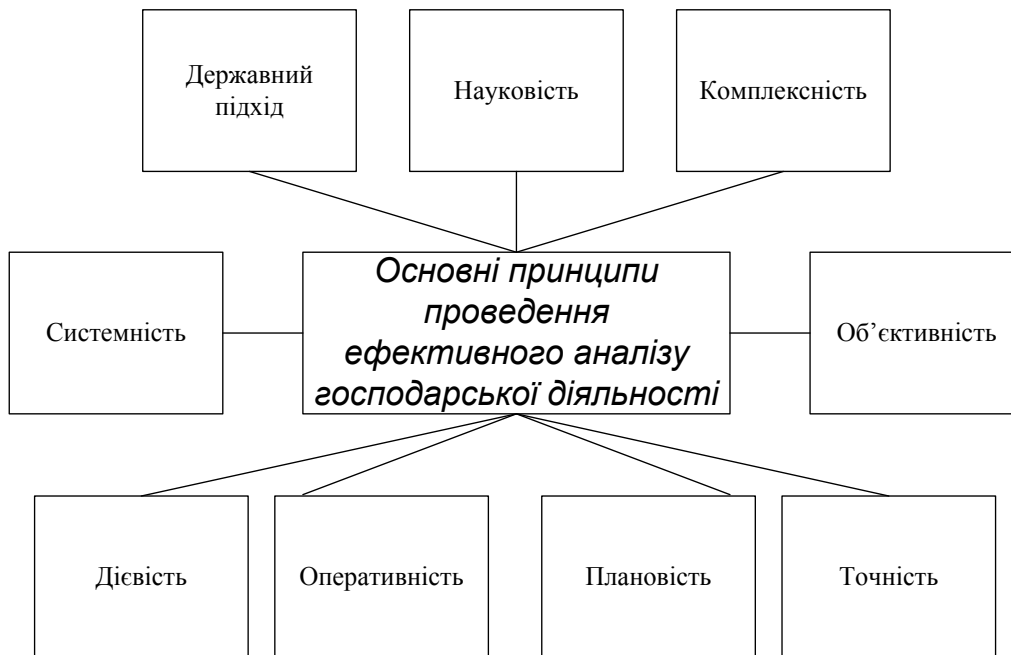 Державний
підхід
Науковість
Комплексність
Системність
Основні принципи
проведення
ефективного аналізу
господарської діяльності
Об’єктивність
Дієвість
Оперативність
Плановість
Точність